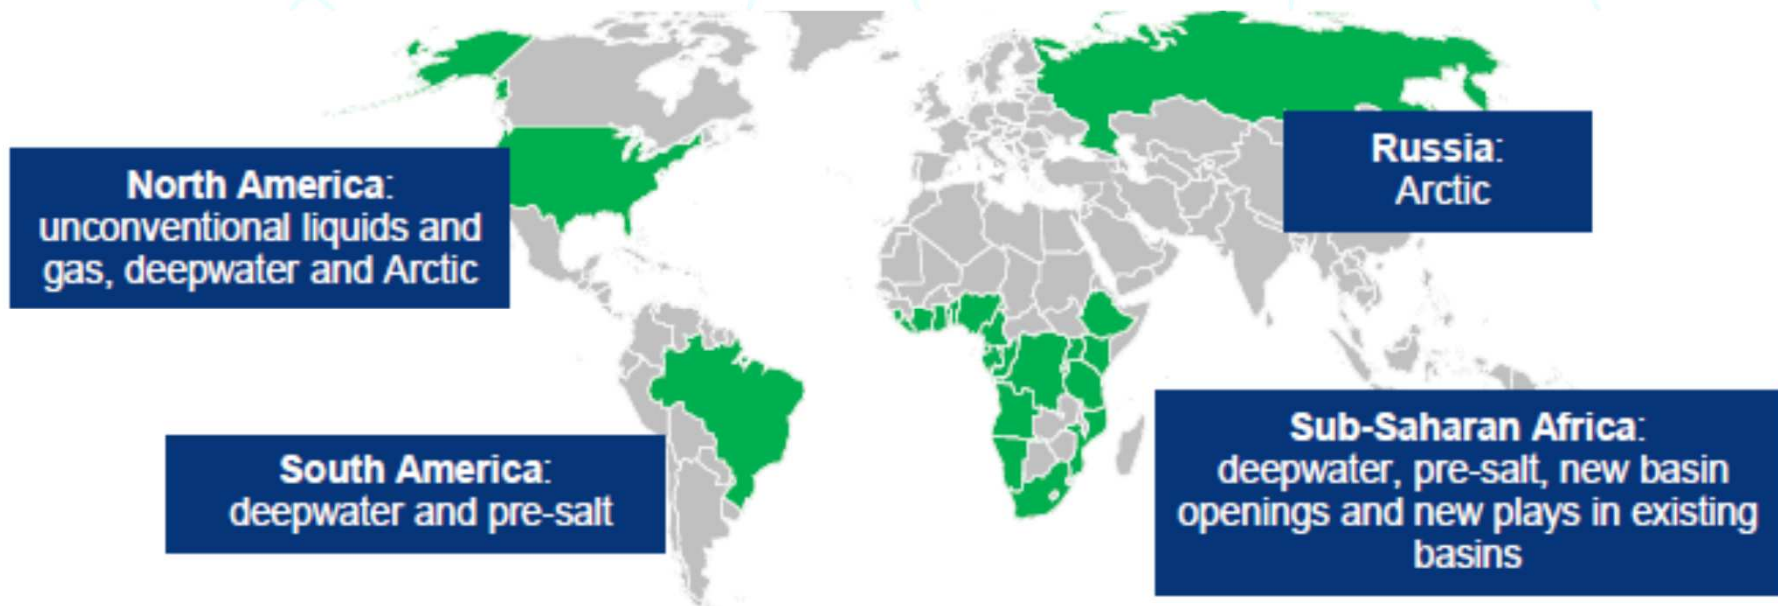 North America:
unconventional liquids and
gas, deepwater and Arctic
Russia:
Arctic
South America:
deepwater and pre-salt
Sub-Saharan Africa:
deepwater, pre-salt, new basin
openings and new plays in existing
basins